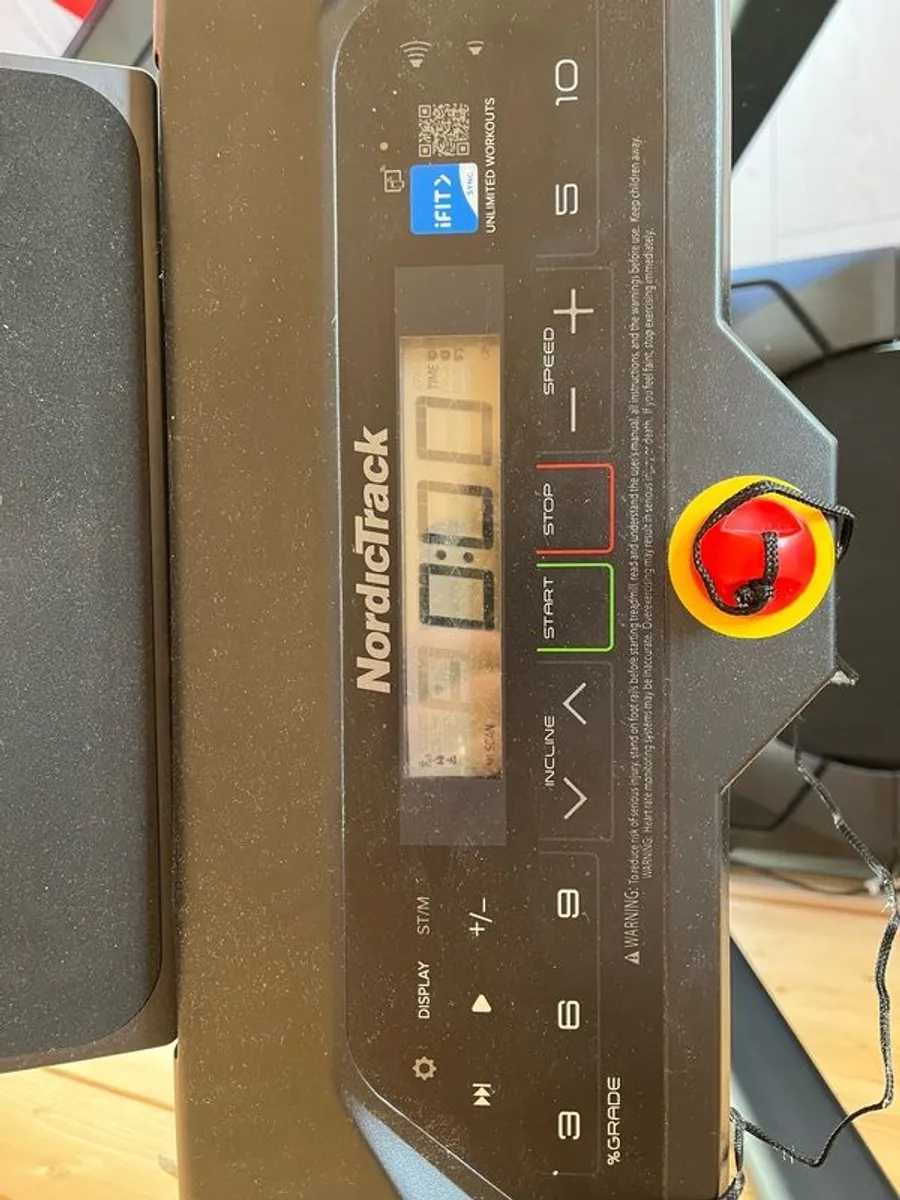 NordicTrack
DISPLAY ST/M
+/–
SCAN
TIME
iFIT
SYNC
UNLIMITED WORKOUTS
INCLINE
START
STOP
SPEED
– +
3 6 9
5 10
%GRADE
WARNING: To reduce risk of serious injury, stand on foot rails before starting treadmill, read and understand the user's manual, all instructions, and the warnings before use. Keep children away.
WARNING: Heart rate monitoring systems may be inaccurate. Overexercising may result in serious injury or death. If you feel faint, stop exercising immediately.